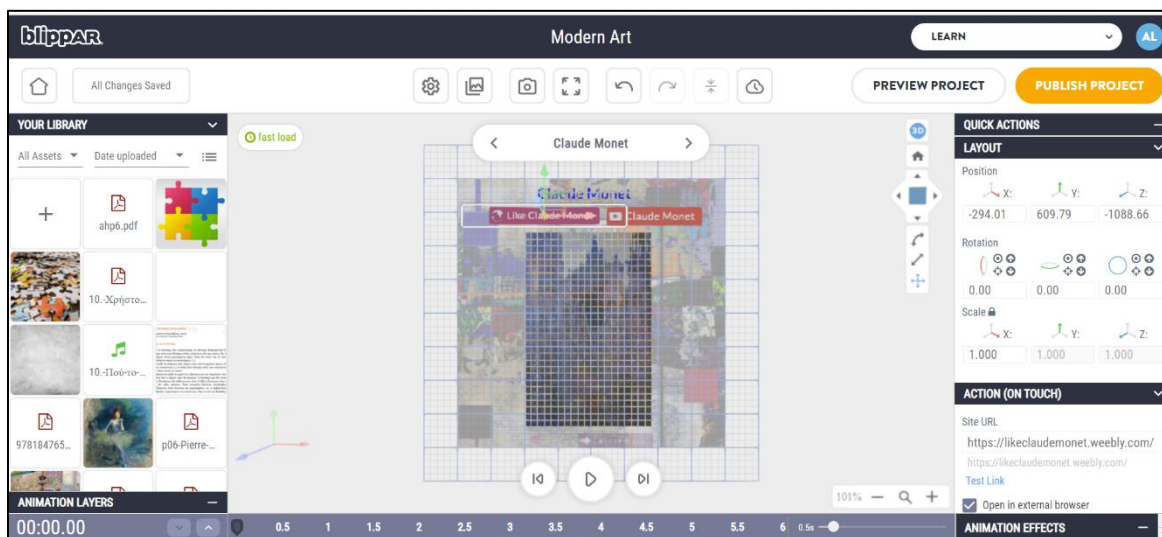 blippAR
Modern Art
LEARN
AL
All Changes Saved
PREVIEW PROJECT
PUBLISH PROJECT
YOUR LIBRARY
All Assets
Date uploaded
ahp6.pdf
10.-Χρήστο...
10.-Πού-το-...
978184765...
p06-Pierre-...
ANIMATION LAYERS
00:00.00
fast load
Claude Monet
Claude Monet
Like Claude Monet
Claude Monet
3D
101%
0.5 1 1.5 2 2.5 3 3.5 4 4.5 5 5.5 6 0.5s
QUICK ACTIONS
LAYOUT
Position
X: Y: Z:
-294.01 609.79 -1088.66
Rotation
0.00 0.00 0.00
Scale
X: Y: Z:
1.000 1.000 1.000
ACTION (ON TOUCH)
Site URL
https://likeclaudemonet.weebly.com/
https://likeclaudemonet.weebly.com/
Test Link
Open in external browser
ANIMATION EFFECTS